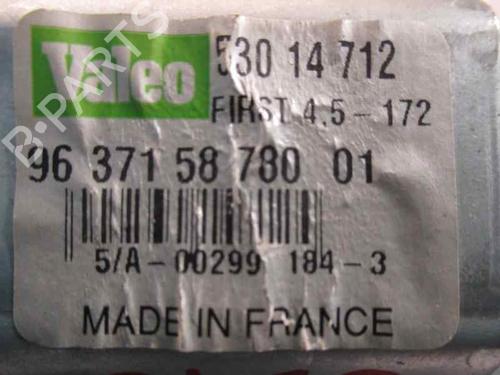 Valeo
53014712
FIRST 4,5-172
96 371 58 780 01
5/A-00299 184-3
MADE IN FRANCE
B-PARTS